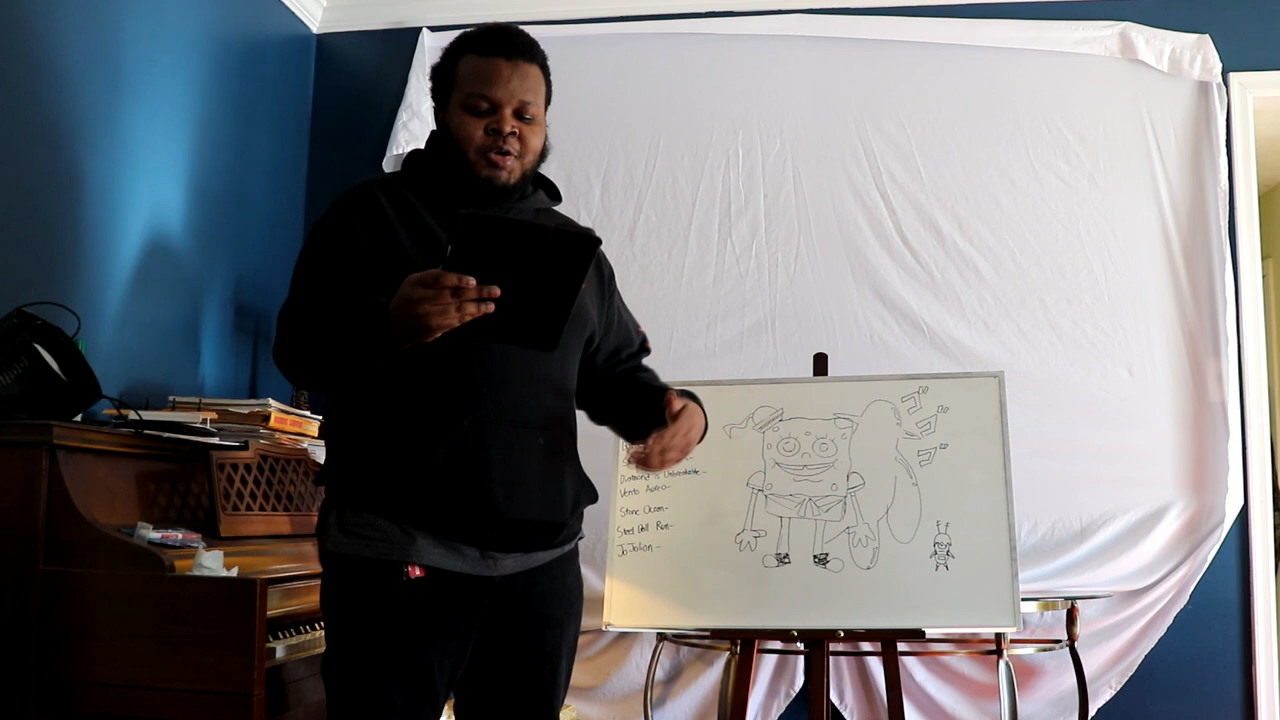 Diamond is Unbreakable-
Vento Aureo-
Stone Ocean-
Steel Ball Run-
JoJolion -
ゴ
ゴ
ゴ